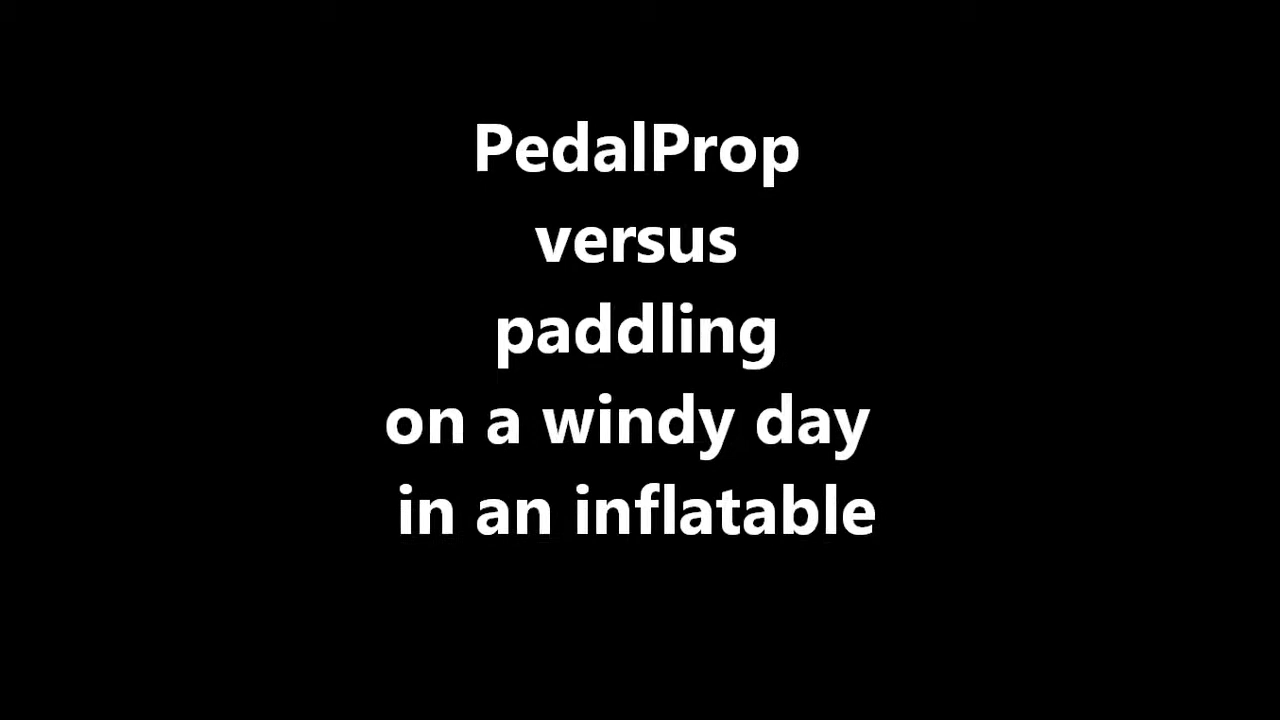 PedalProp
versus
paddling
on a windy day
in an inflatable